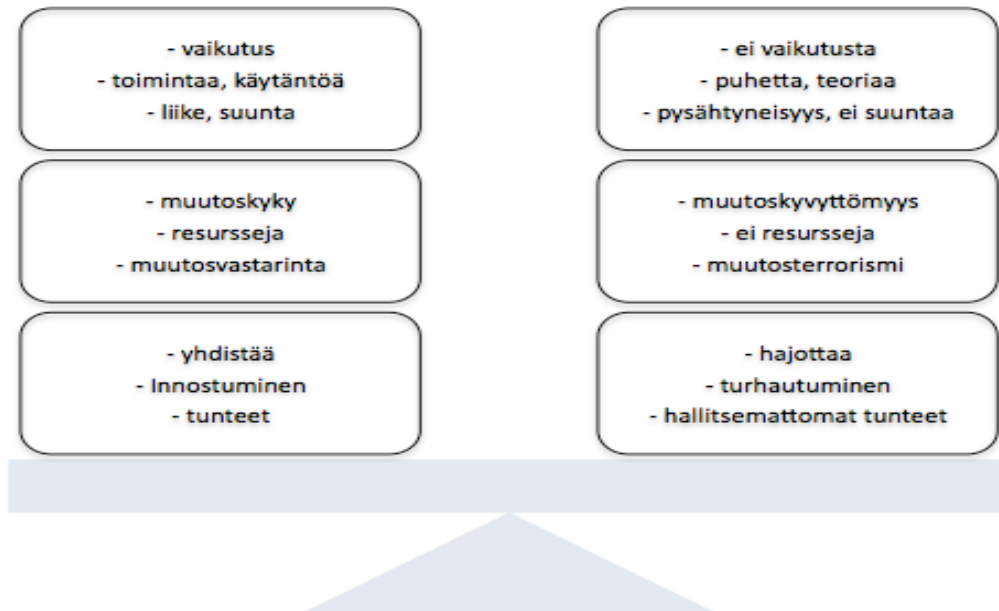 - vaikutus
- toimintaa, käytäntöä
- liike, suunta
- ei vaikutusta
- puhetta, teoriaa
- pysähtyneisyys, ei suuntaa
- muutoskyky
- resursseja
- muutosvastarinta
- muutoskyvyttömyys
- ei resursseja
- muutosterrorismi
- yhdistää
- Innostuminen
- tunteet
- hajottaa
- turhautuminen
- hallitsemattomat tunteet